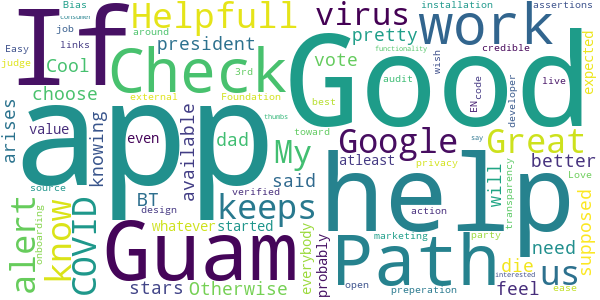 If
app
Good
help
Guam
Path
work
Check
Helpfull
virus
Google
Great
My
us
keeps
COVID
know
alert
president
pretty
vote
Cool
choose
dad
said
will
better
need
die
feel
supposed
expected
arises
value
knowing
even
available
BT
whatever
started
stars
Otherwise
everybody
probably
atleast
action
marketing
open
preperation
party
privacy
transparency
developer
EN
code
live
audit
wish
credible
installation
assertions
Bias
consumer
Easy
job
links
around
judge
external
3rd
Foundation
functionality
best
toward
thumbs
verified
design
source
onboarding
say
interested
ease
Love